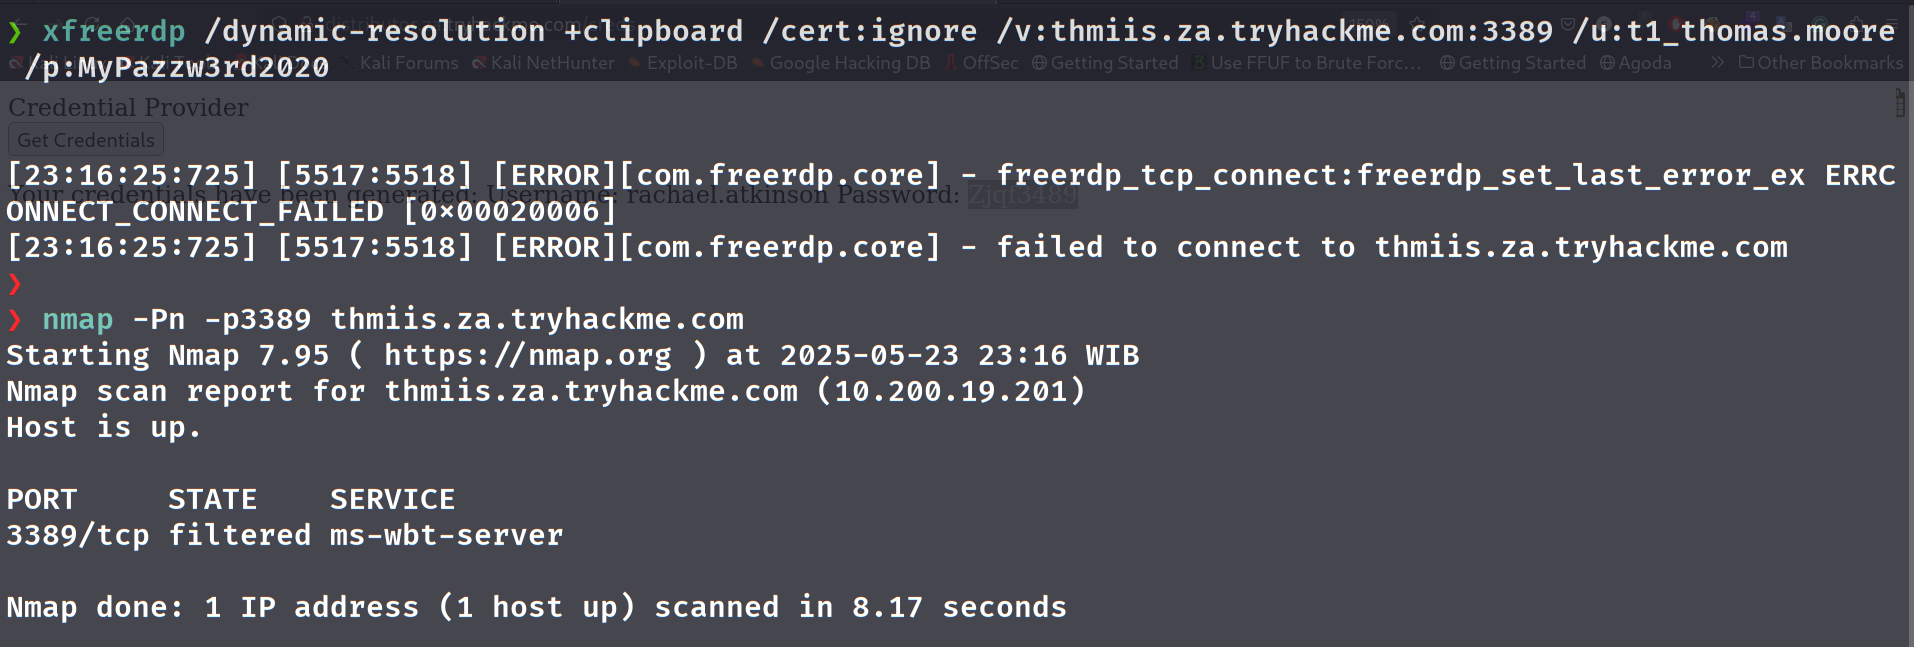 ❯ xfreerdp /dynamic-resolution +clipboard /cert:ignore /v:thmiis.za.tryhackme.com:3389 /u:t1_thomas.moore
/p:MyPazzw3rd2020
Kali Forums Kali NetHunter Exploit-DB Google Hacking DB OffSec Getting Started Use FFUF to Brute Forc... Getting Started Agoda Other Bookmarks
Credential Provider
Get Credentials
[23:16:25:725] [5517:5518] [ERROR][com.freerdp.core] - freerdp_tcp_connect:freerdp_set_last_error_ex ERRC
Your credentials have been generated: Username: rachael.atkinson Password: Zjqf3489
ONNECT_CONNECT_FAILED [0×00020006]
[23:16:25:725] [5517:5518] [ERROR][com.freerdp.core] - failed to connect to thmiis.za.tryhackme.com
❯
❯ nmap -Pn -p3389 thmiis.za.tryhackme.com
Starting Nmap 7.95 ( https://nmap.org ) at 2025-05-23 23:16 WIB
Nmap scan report for thmiis.za.tryhackme.com (10.200.19.201)
Host is up.
PORT STATE SERVICE
3389/tcp filtered ms-wbt-server
Nmap done: 1 IP address (1 host up) scanned in 8.17 seconds